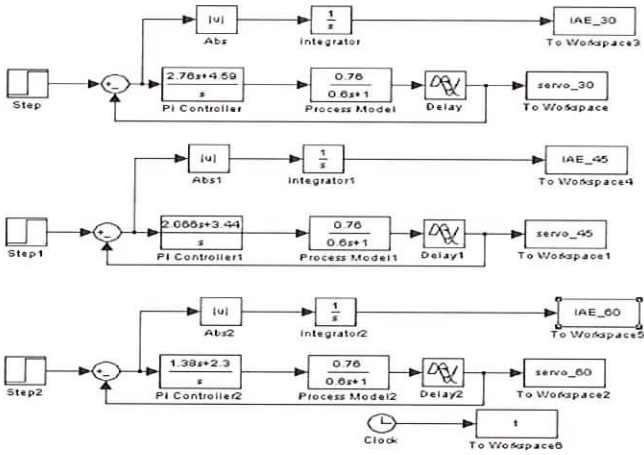 |u|
1
s
IAE_30
Abs
Integrator
To Workspace3
2.76s+4.59
s
0.76
0.6s+1
servo_30
Step
PI Controller
Process Model
Delay
To Workspace
|u|
1
s
IAE_45
Abs1
Integrator1
To Workspace4
2.066s+3.44
s
0.76
0.6s+1
servo_45
Step1
PI Controller1
Process Model1
Delay1
To Workspace1
|u|
1
s
IAE_60
Abs2
Integrator2
To Workspace5
1.38s+2.3
s
0.76
0.6s+1
servo_60
Step2
PI Controller2
Process Model2
Delay2
To Workspace2
t
Clock
To Workspace6